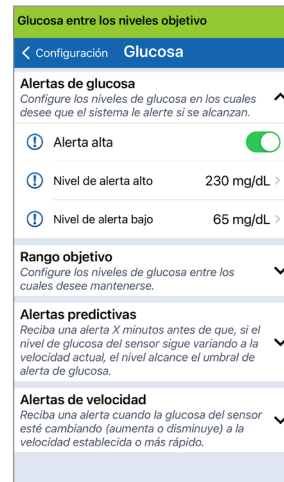 Glucosa entre los niveles objetivo
Configuración Glucosa
Alertas de glucosa
Configure los niveles de glucosa en los cuales
desee que el sistema le alerte si se alcanzan.
Alerta alta
Nivel de alerta alto 230 mg/dL
Nivel de alerta bajo 65 mg/dL
Rango objetivo
Configure los niveles de glucosa entre los
cuales desee mantenerse.
Alertas predictivas
Reciba una alerta X minutos antes de que, si el
nivel de glucosa del sensor sigue variando a la
velocidad actual, el nivel alcance el umbral de
alerta de glucosa.
Alertas de velocidad
Reciba una alerta cuando la glucosa del sensor
esté cambiando (aumenta o disminuye) a la
velocidad establecida o más rápido.